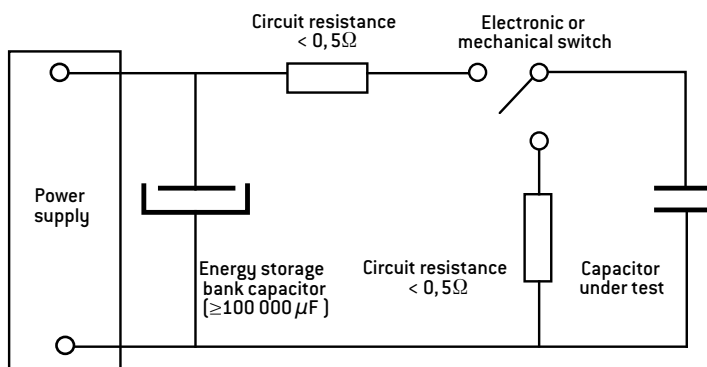 Circuit resistance
< 0,5Ω
Electronic or
mechanical switch
Power
supply
Energy storage
bank capacitor
(≥100 000 μF )
Circuit resistance
< 0,5Ω
Capacitor
under test